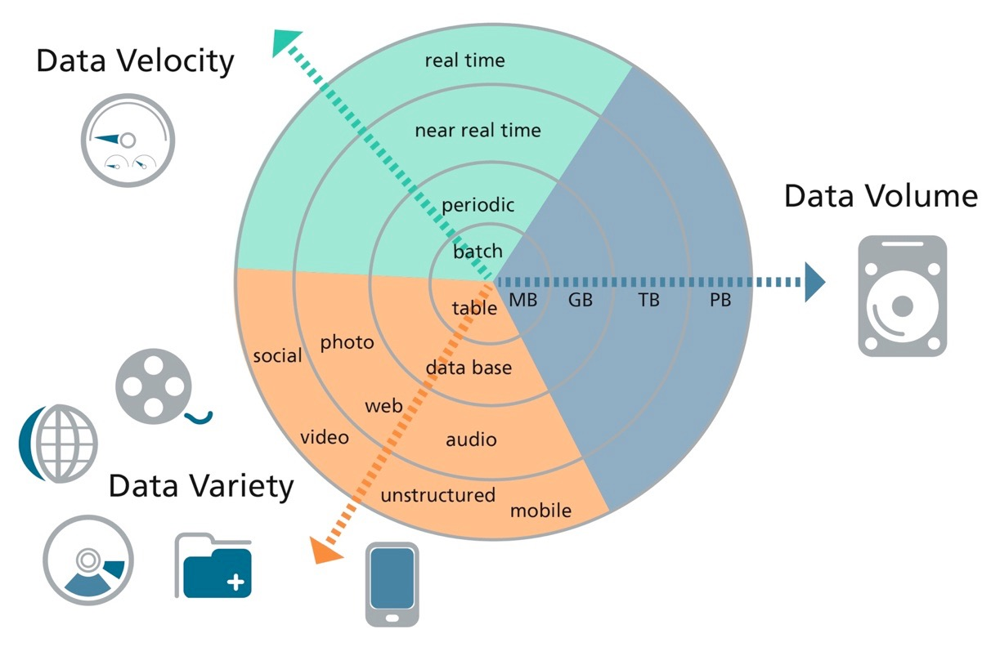 Data Velocity
real time
near real time
periodic
batch
Data Volume
MB GB TB PB
table
photo
social
data base
web
video
audio
Data Variety
unstructured
mobile